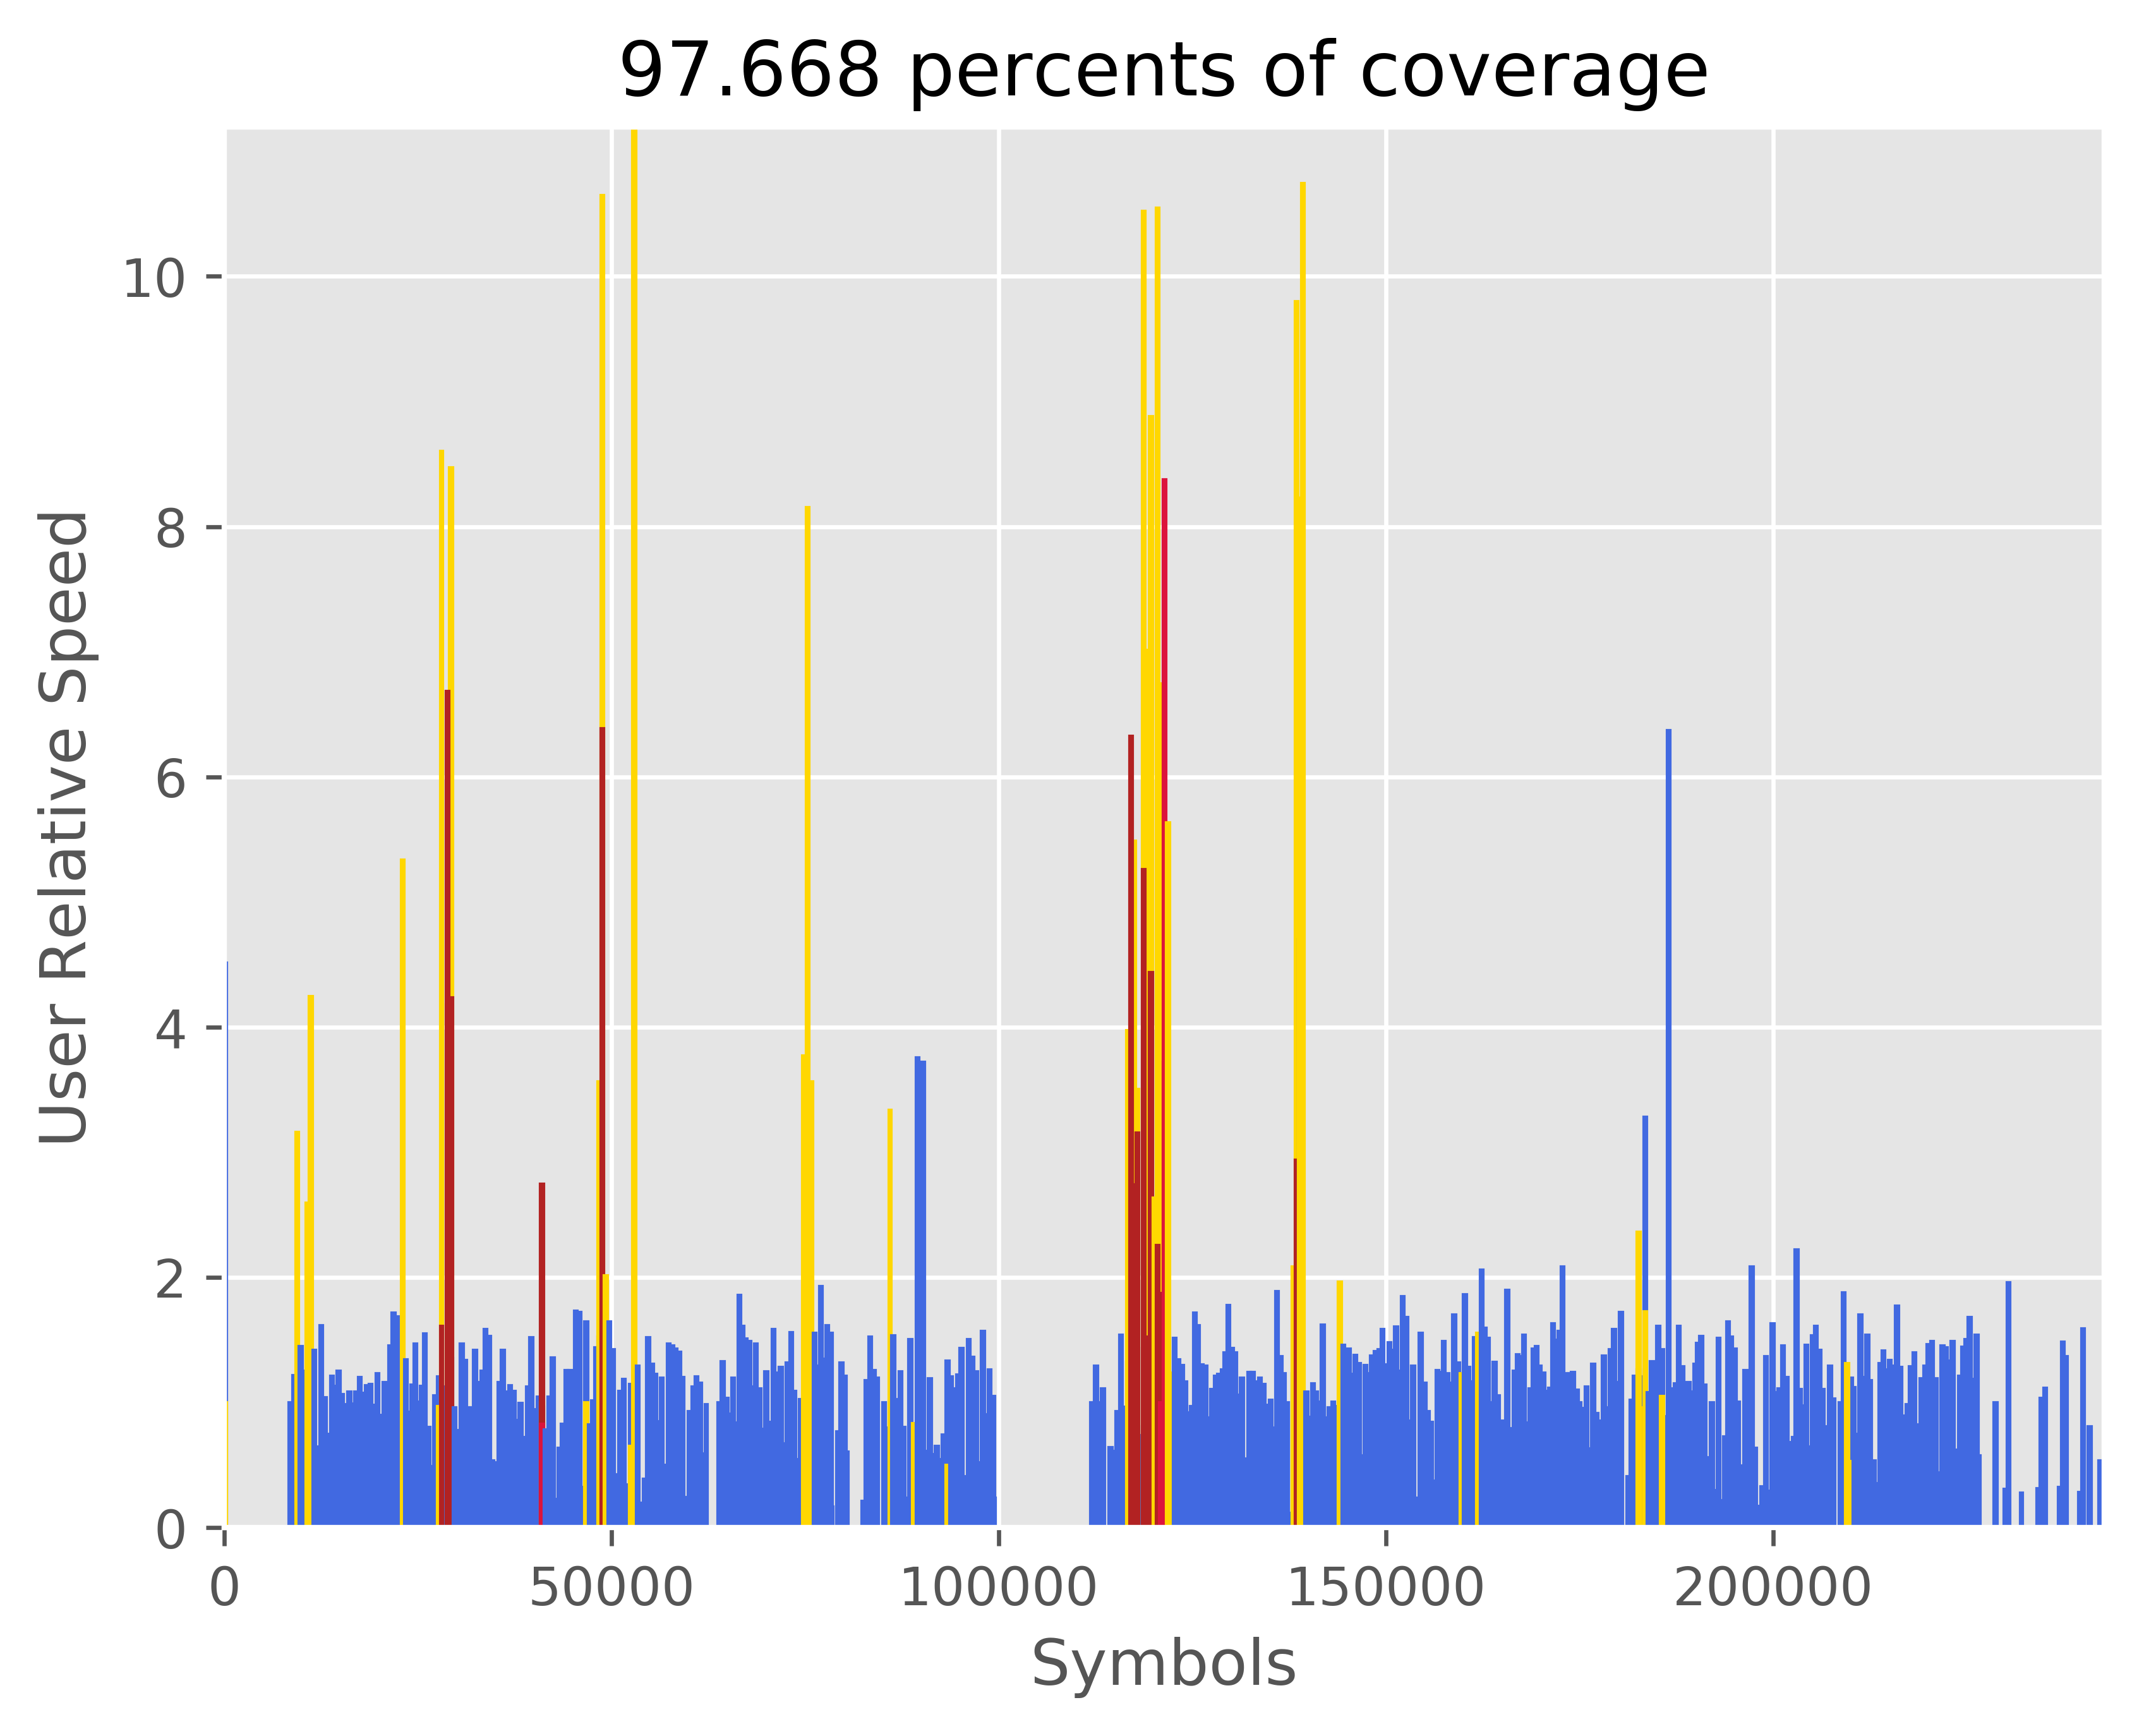 97.668 percents of coverage
User Relative Speed
10
8
6
4
2
0
0 50000 100000 150000 200000
Symbols